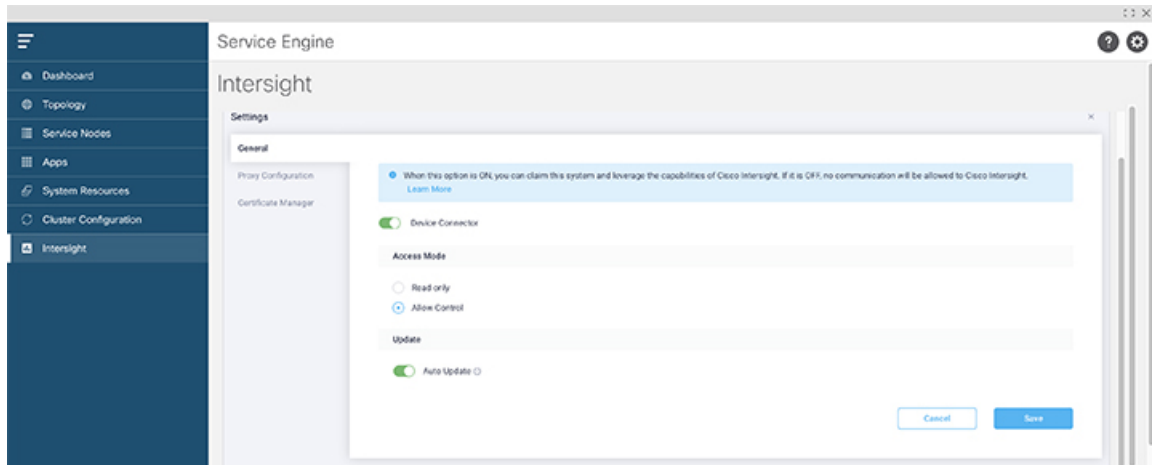 Service Engine
Dashboard
Topology
Service Nodes
Apps
System Resources
Cluster Configuration
Intersight
Intersight
Settings
General
Proxy Configuration
Certificate Manager
When this option is ON, you can claim this system and leverage the capabilities of Cisco Intersight. If it is OFF, no communication will be allowed to Cisco Intersight.
Learn More
Device Connector
Access Mode
Read only
Allow Control
Update
Auto Update
Cancel
Save